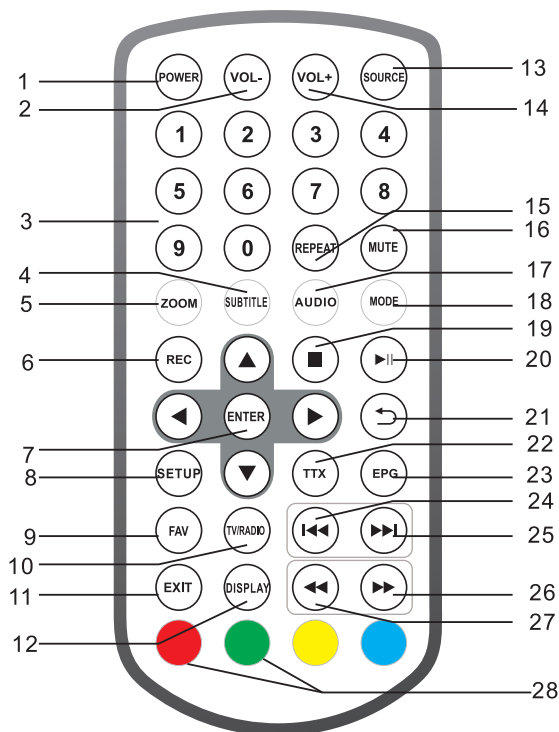 1 POWER VOL- VOL+ SOURCE 13
2 14
1 2 3 4
5 6 7 8
3 15
9 0 REPEAT MUTE 16
4 17
5 ZOOM SUBTITLE AUDIO MODE 18
19
6 REC 20
ENTER 21
7 22
8 SETUP TTX EPG 23
24
9 FAV TV/RADIO 25
10
11 EXIT DISPLAY 26
12 27
28